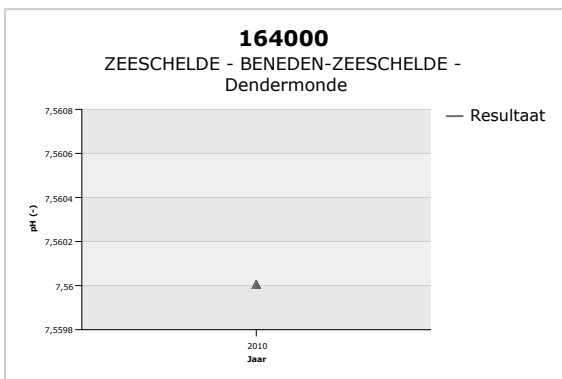 164000
ZEESCHELDE - BENEDEN-ZEESCHELDE -
Dendermonde
7,5608
7,5606
7,5604
7,5602
7,56
7,5598
pH (-)
2010
Jaar
Resultaat